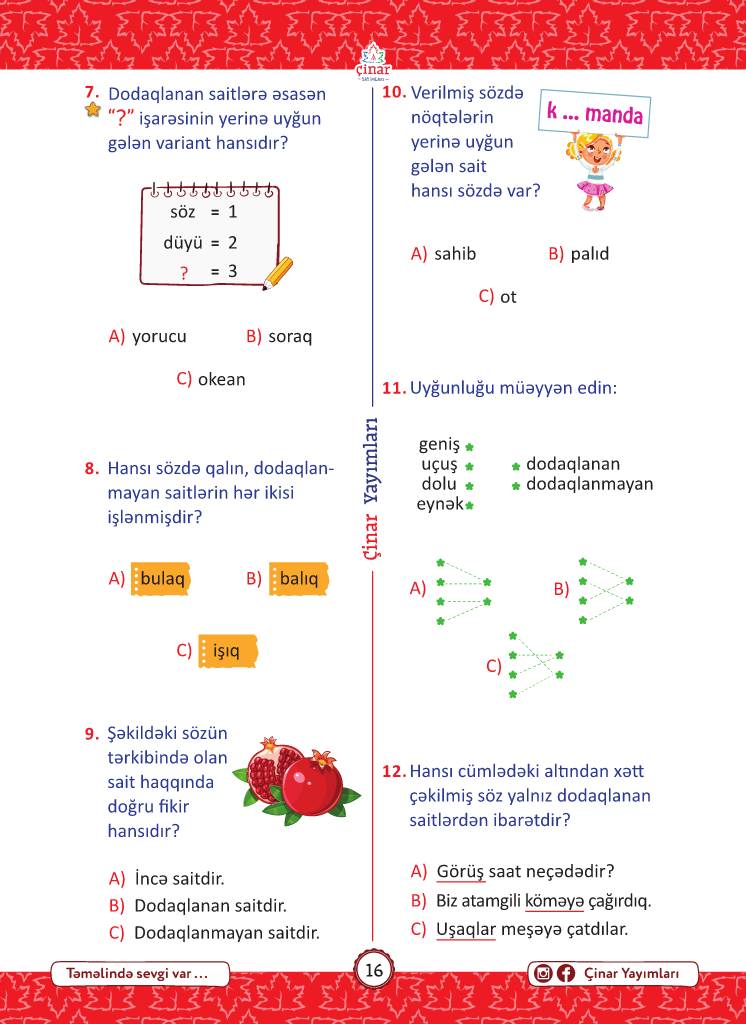 çinar
YAYIMLARI
7. Dodaqlanan saitlərə əsasən
“?” işarəsinin yerinə uyğun
gələn variant hansıdır?
söz = 1
düyü = 2
? = 3
A) yorucu B) soraq
C) okean
8. Hansı sözdə qalın, dodaqlan-
mayan saitlərin hər ikisi
işlənmişdir?
A) bulaq B) balıq
C) işıq
9. Şəkildəki sözün
tərkibində olan
sait haqqında
doğru fikir
hansıdır?
A) İncə saitdir.
B) Dodaqlanan saitdir.
C) Dodaqlanmayan saitdir.
Çinar Yayımları
10. Verilmiş sözdə
nöqtələrin
yerinə uyğun
gələn sait
hansı sözdə var?
k ... manda
A) sahib B) palıd
C) ot
11. Uyğunluğu müəyyən edin:
geniş
uçuş dodaqlanan
dolu dodaqlanmayan
eynək
A) B)
C)
12. Hansı cümlədəki altından xətt
çəkilmiş söz yalnız dodaqlanan
saitlərdən ibarətdir?
A) Görüş saat neçədədir?
B) Biz atamgili köməyə çağırdıq.
C) Uşaqlar meşəyə çatdılar.
Təməlində sevgi var ...
16
Çinar Yayımları